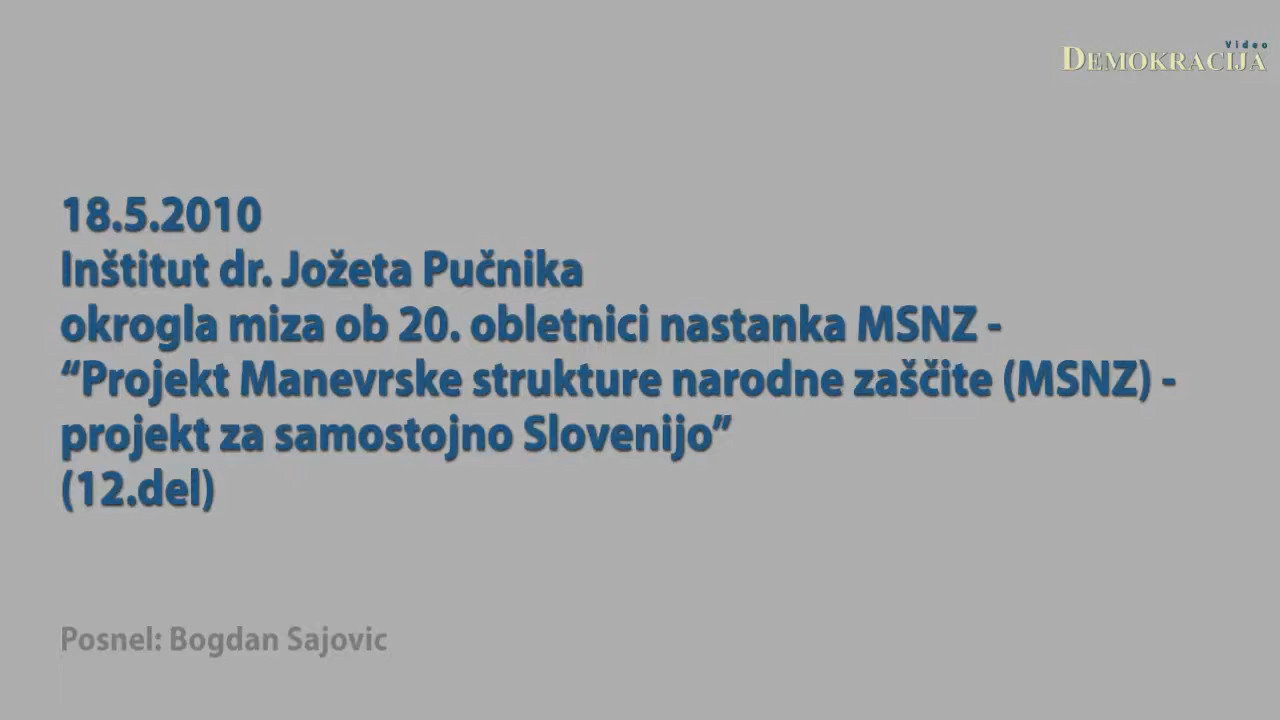 Video
DEMOKRACIJA
18.5.2010
Inštitut dr. Jožeta Pučnika
okrogla miza ob 20. obletnici nastanka MSNZ -
“Projekt Manevrske strukture narodne zaščite (MSNZ) -
projekt za samostojno Slovenijo”
(12.del)
Posnel: Bogdan Sajovic